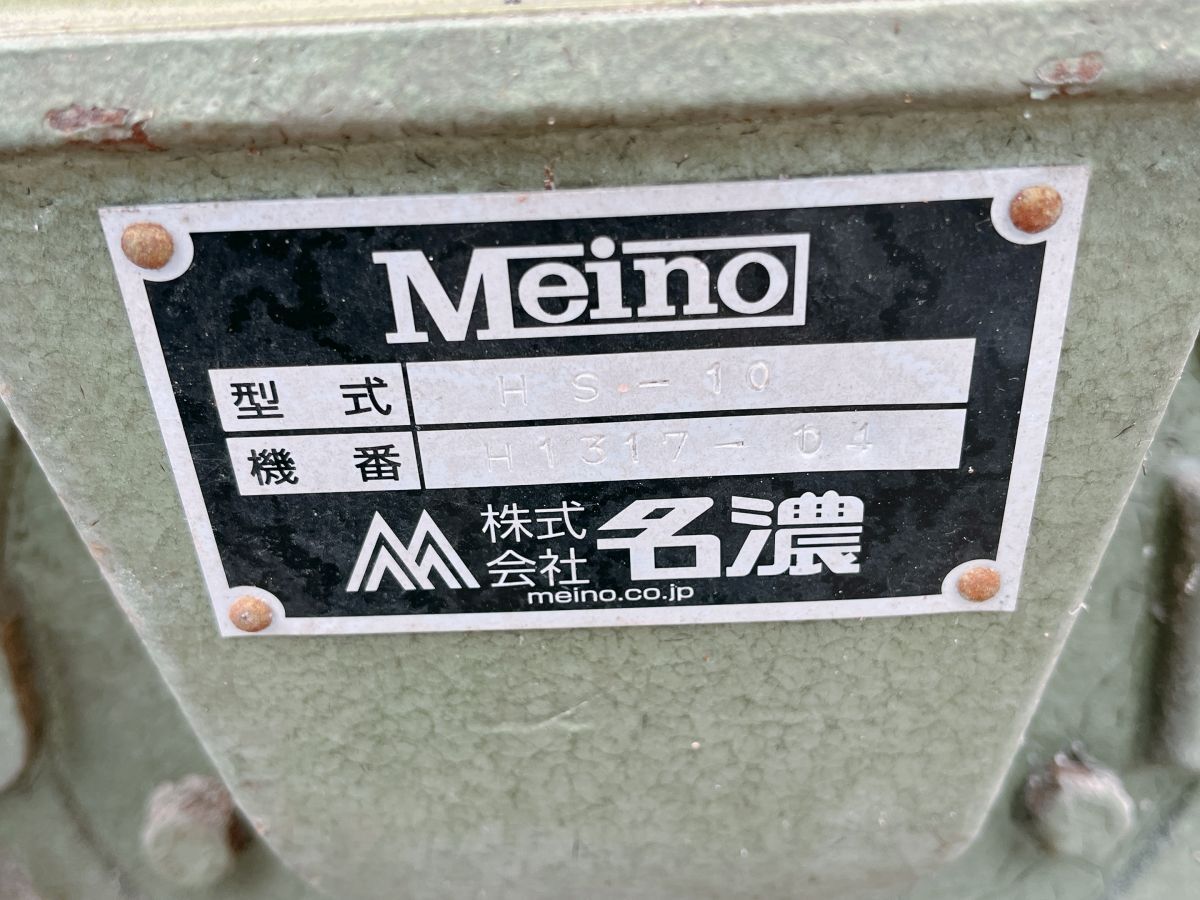 Meino
型式 HS-10
機番 H1317-04
株式会社 名濃
meino.co.jp